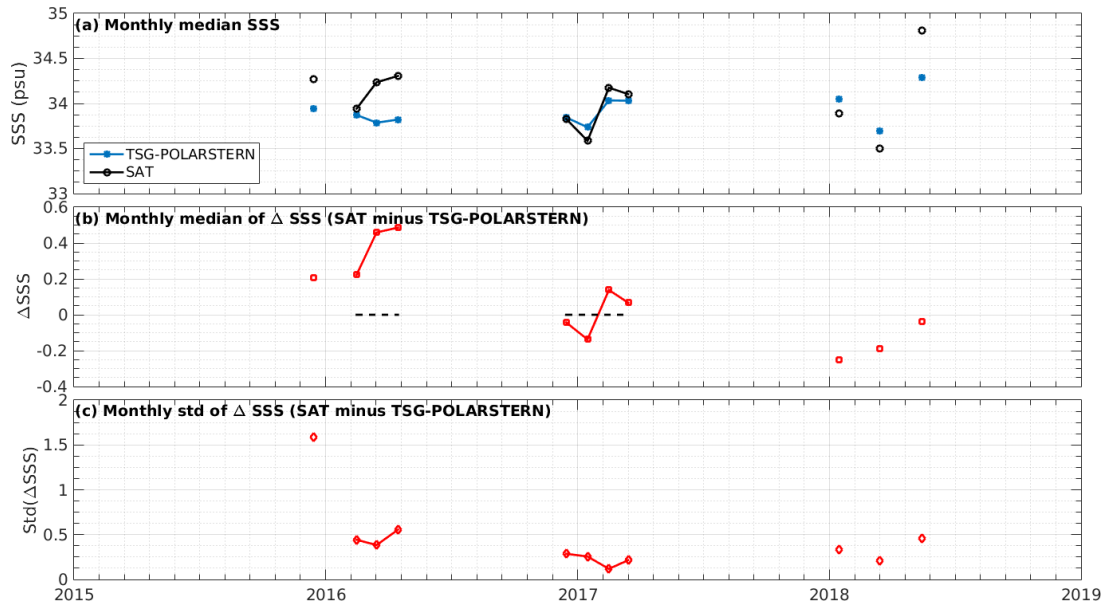 (a) Monthly median SSS
SSS (psu)
35
34.5
34
33.5
33
TSG-POLARSTERN
SAT
(b) Monthly median of Δ SSS (SAT minus TSG-POLARSTERN)
ΔSSS
0.6
0.4
0.2
0
-0.2
-0.4
(c) Monthly std of Δ SSS (SAT minus TSG-POLARSTERN)
Std(ΔSSS)
2
1.5
1
0.5
0
2015 2016 2017 2018 2019